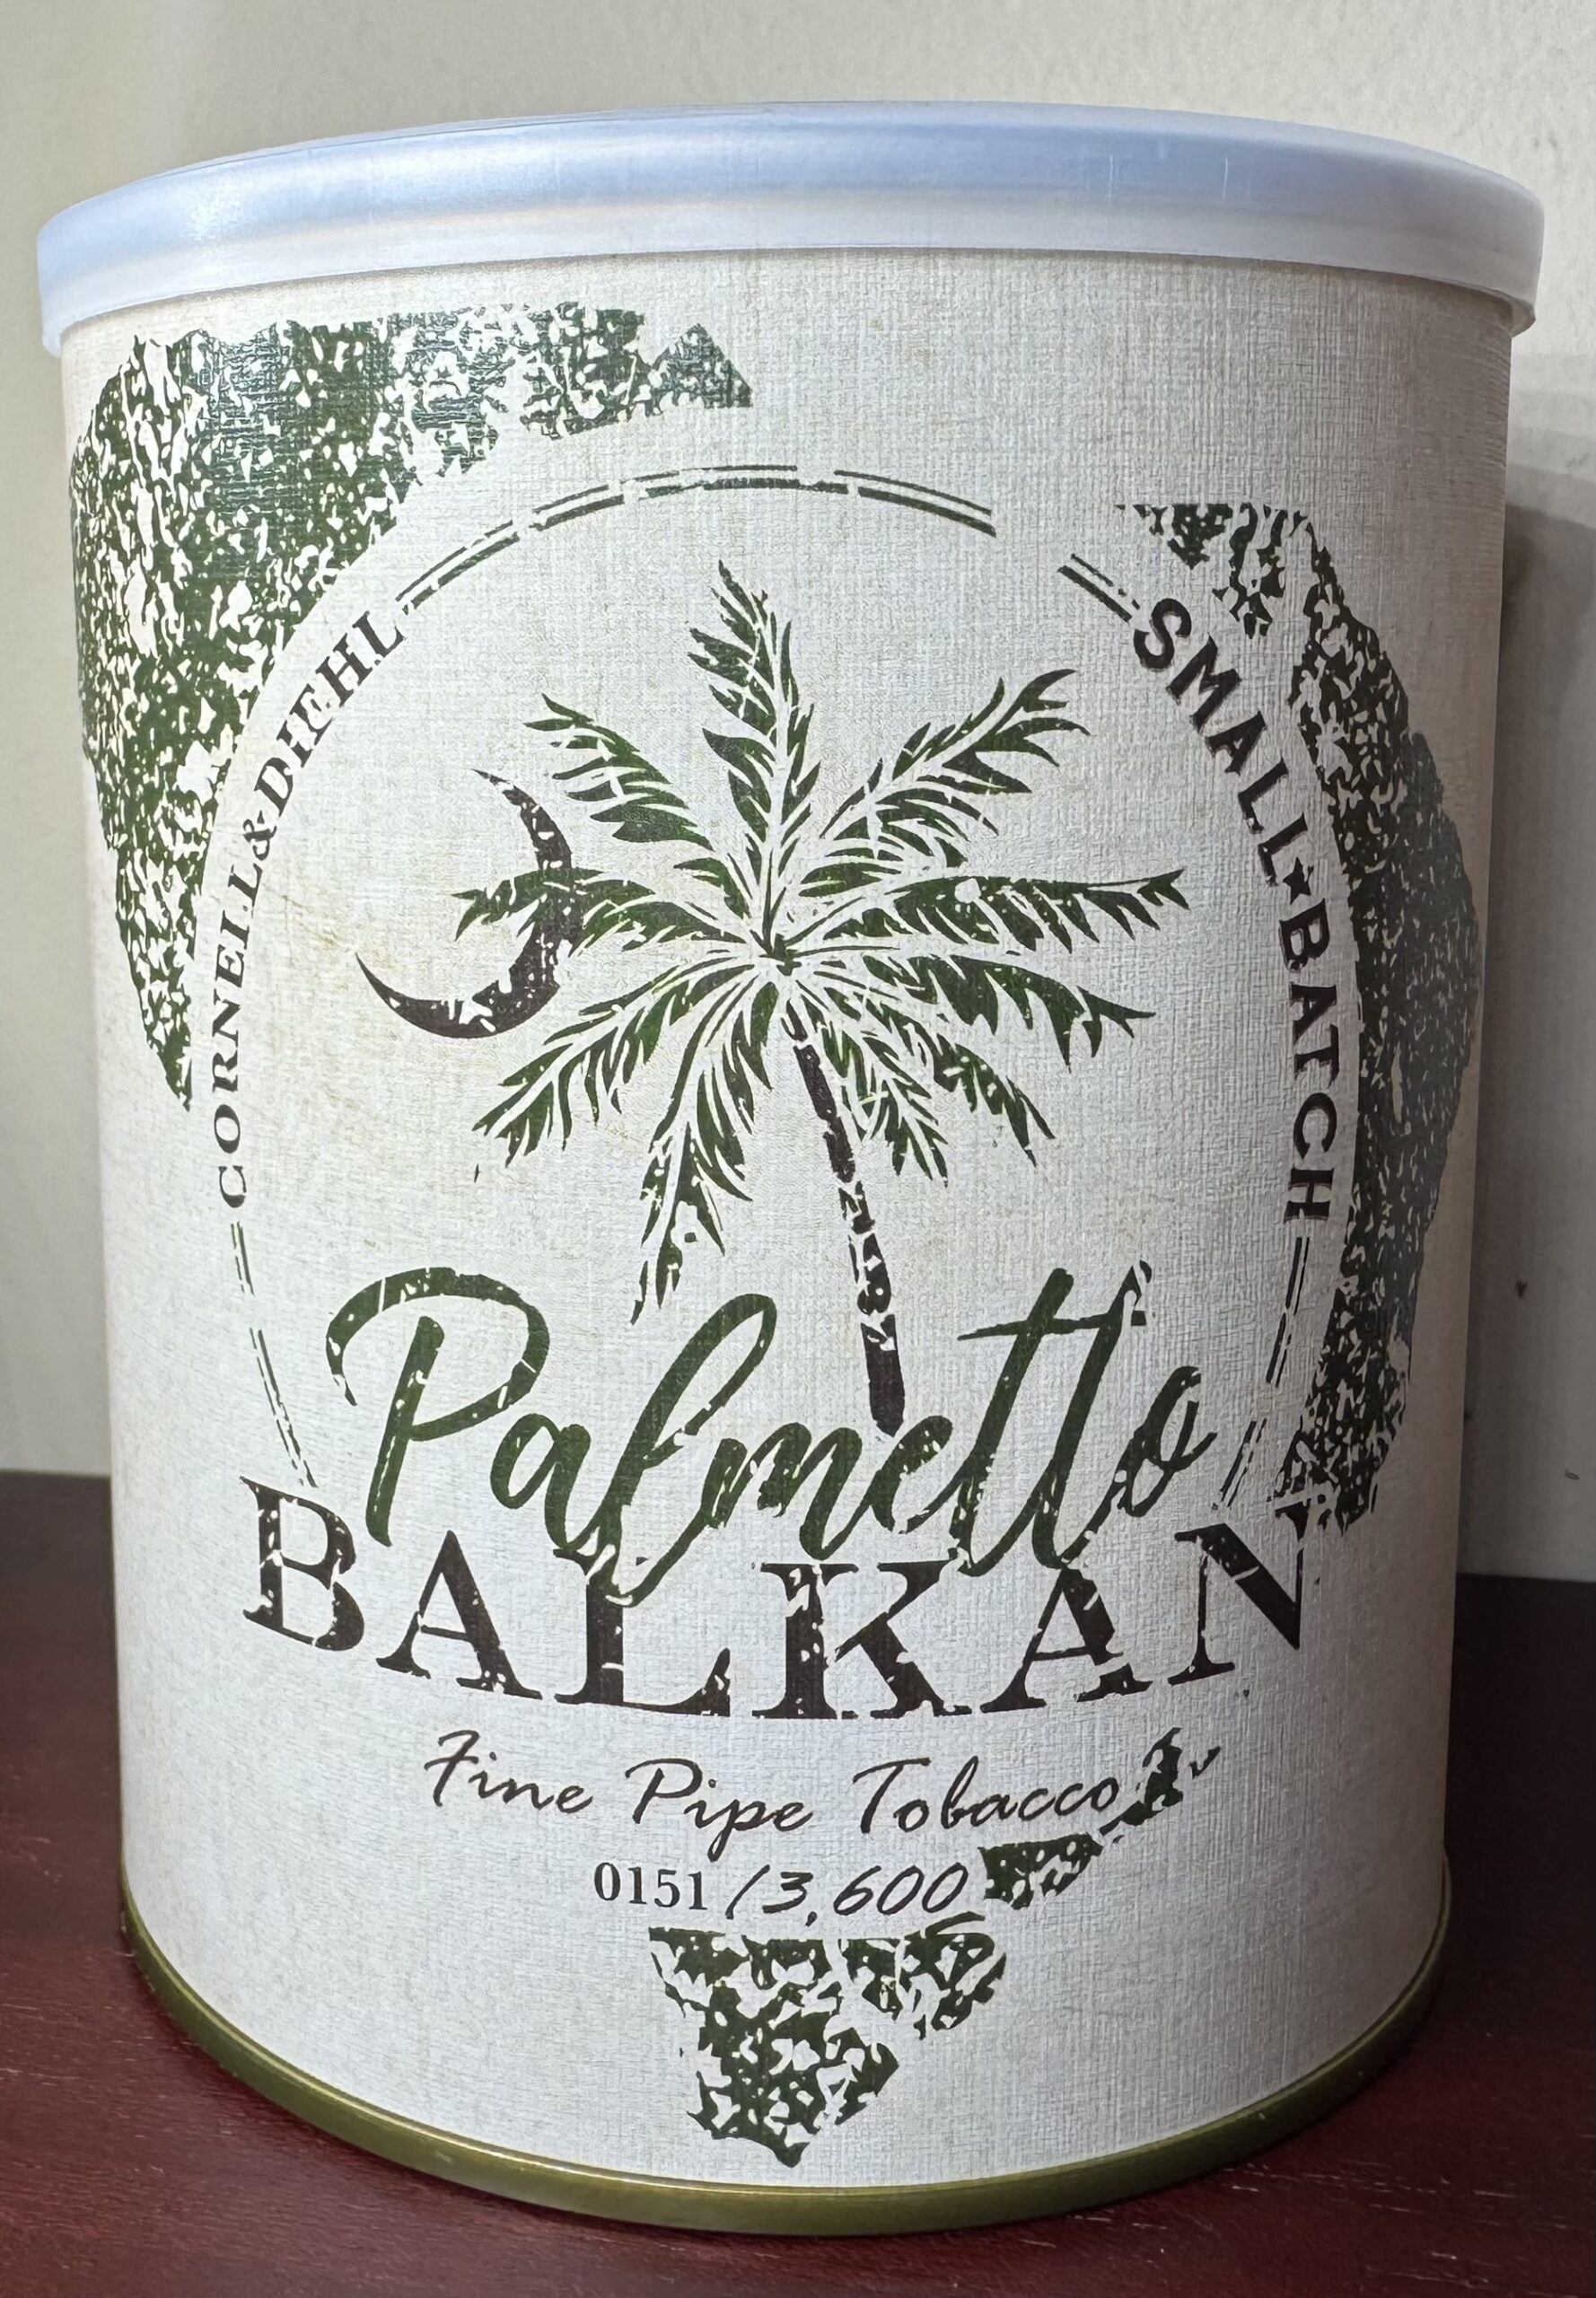 CORNELL & DIEHL
SMALL★BATCH
Palmetto
BALKAN
Fine Pipe Tobacco
0151 / 3,600